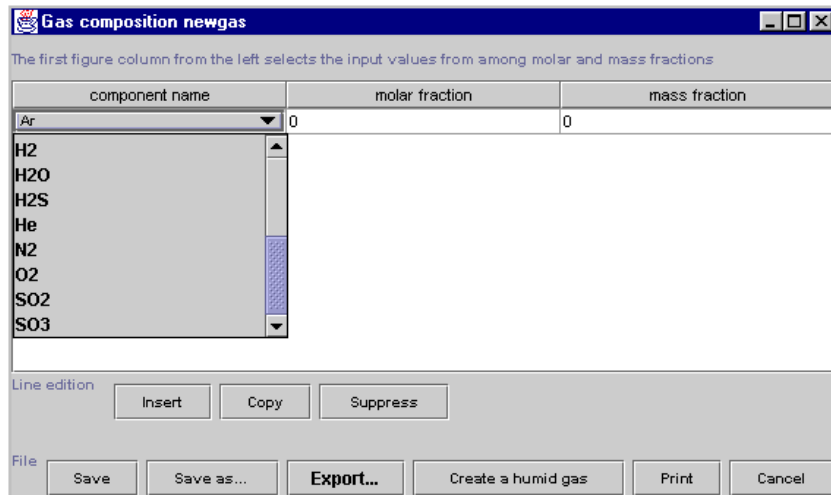 Gas composition newgas
The first figure column from the left selects the input values from among molar and mass fractions
component name molar fraction mass fraction
Ar 0 0
H2
H2O
H2S
He
N2
O2
SO2
SO3
Line edition
Insert Copy Suppress
File
Save Save as... Export... Create a humid gas Print Cancel